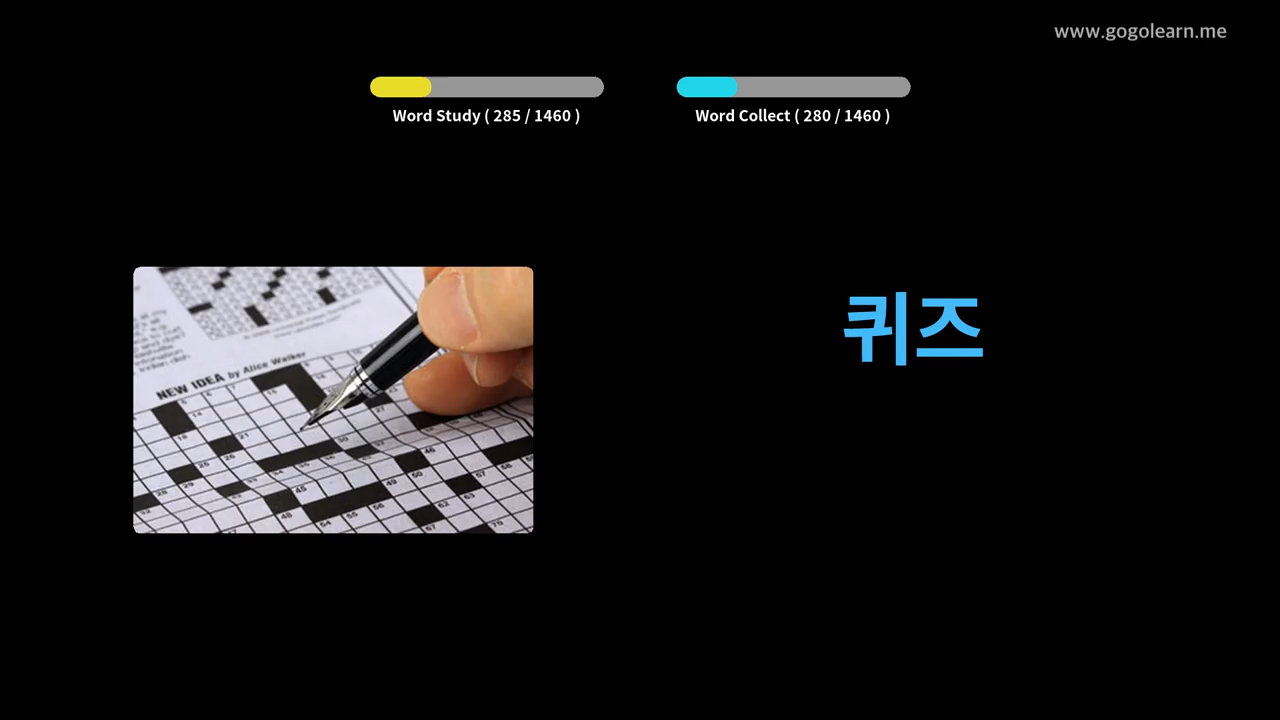 www.gogolearn.me
Word Study ( 285 / 1460 )
Word Collect ( 280 / 1460 )
퀴즈
NEW IDEA by Alice Walker